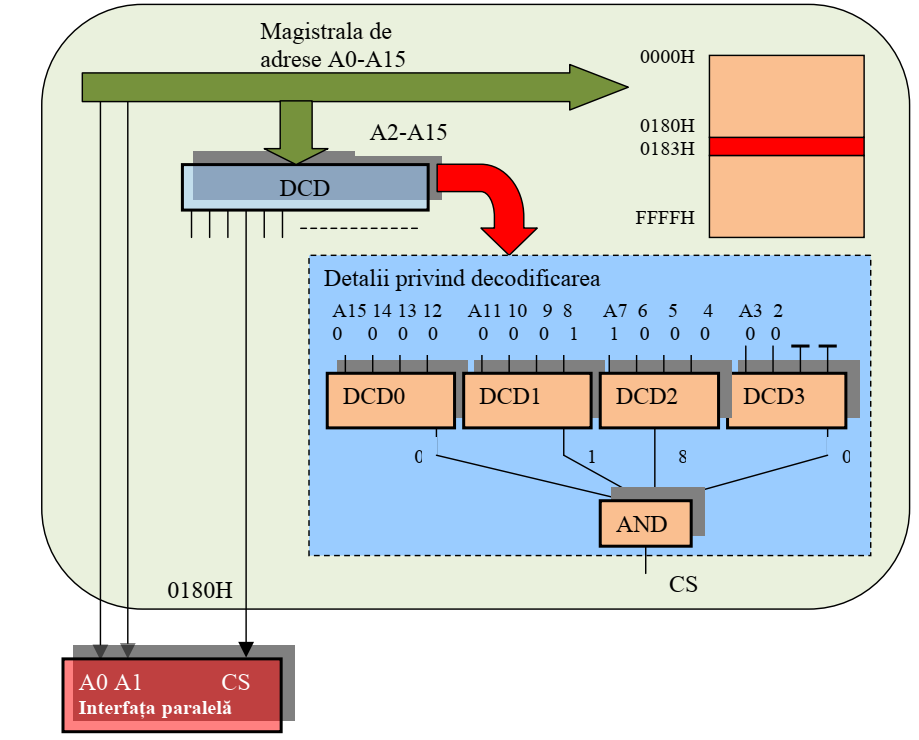 Magistrala de
adrese A0-A15
0000H
0180H
0183H
FFFFH
A2-A15
DCD
Detalii privind decodificarea
A15 14 13 12 A11 10 9 8 A7 6 5 4 A3 2
0 0 0 0 0 0 0 1 1 0 0 0 0 0
DCD0 DCD1 DCD2 DCD3
0 1 8 0
AND
CS
0180H
A0 A1 CS
Interfața paralelă